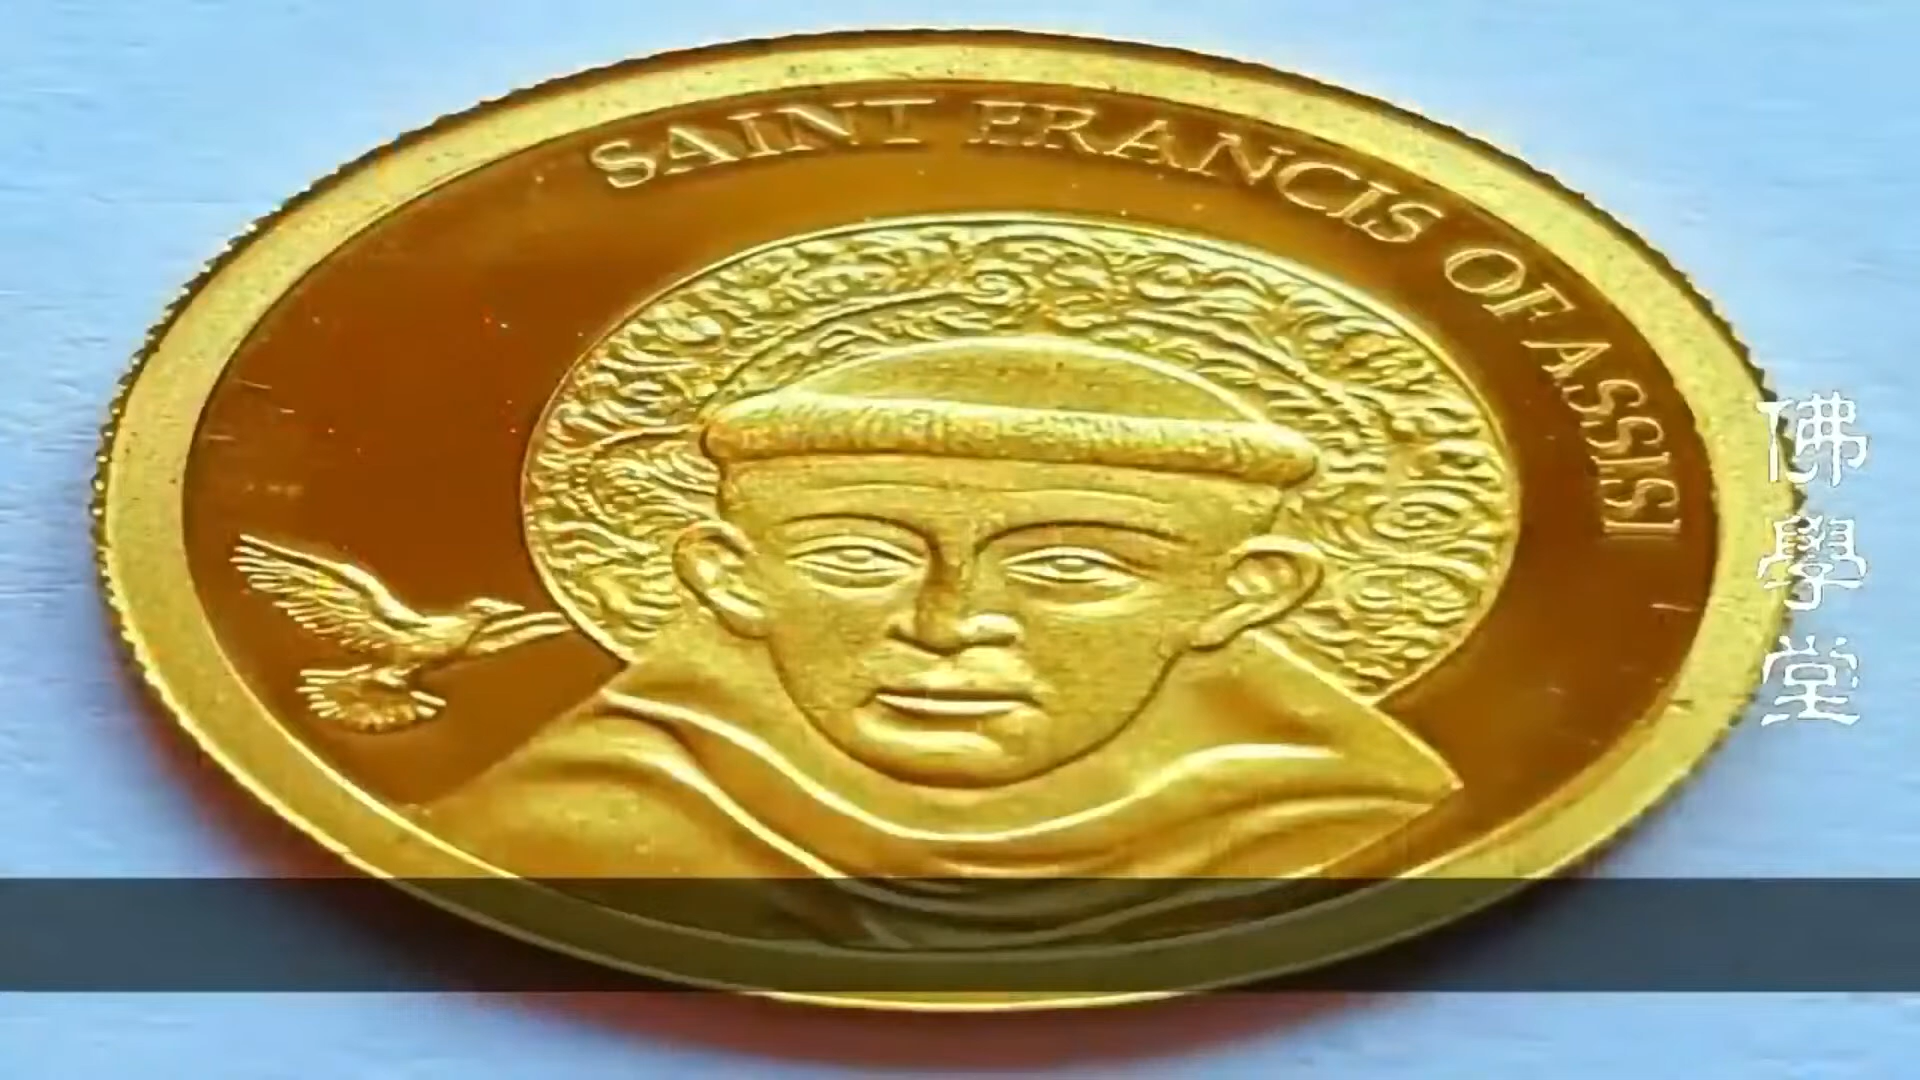 SAINT FRANCIS OF ASSISI
佛學堂